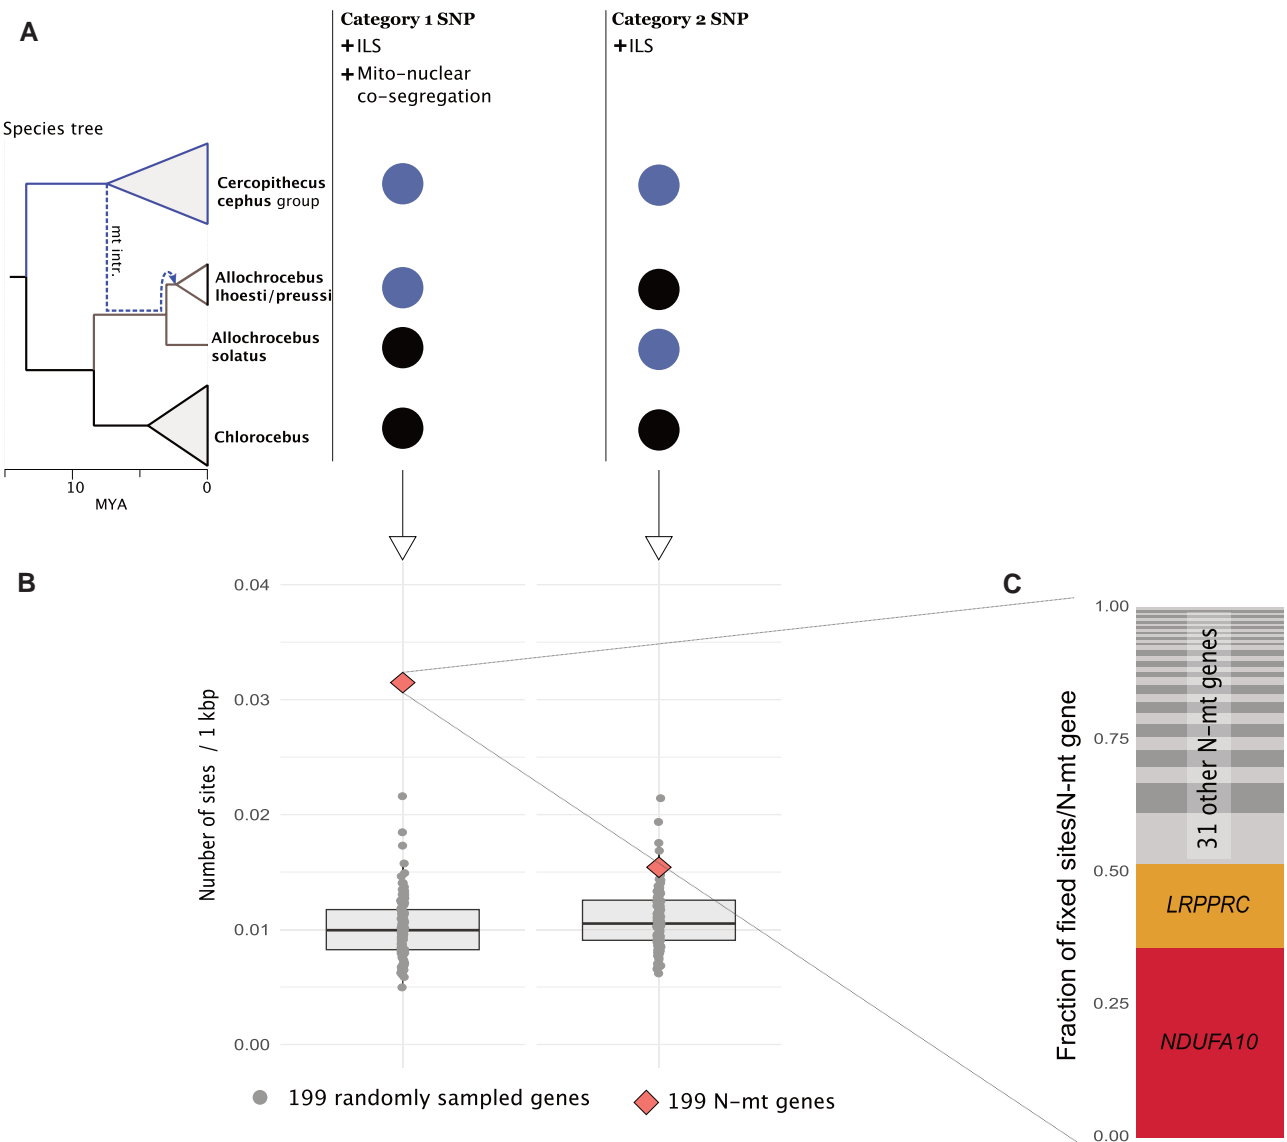 A
Category 1 SNP
+ILS
+Mito-nuclear
co-segregation
Category 2 SNP
+ILS
Species tree
Cercopithecus
cephus group
mt intr.
Allochrocebus
lhoesti/preussi
Allochrocebus
solatus
Chlorocebus
10
0
MYA
B
0.04
0.03
0.02
0.01
0.00
Number of sites / 1 kbp
199 randomly sampled genes
199 N-mt genes
C
1.00
0.75
0.50
0.25
0.00
Fraction of fixed sites/N-mt gene
31 other N-mt genes
LRPPRC
NDUFA10